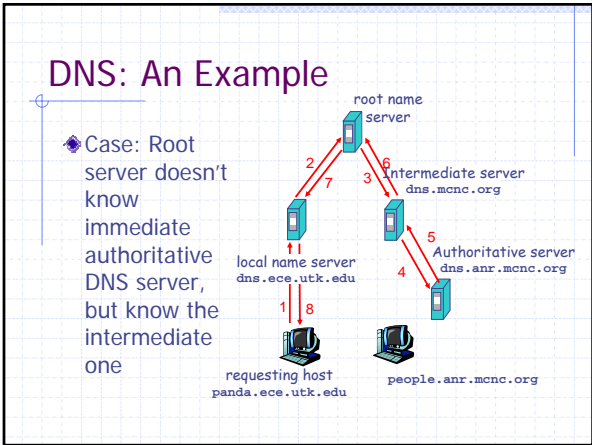 DNS: An Example
Case: Root
server doesn't
know
immediate
authoritative
DNS server,
but know the
intermediate
one
root name
server
2
7
6
3
Intermediate server
dns.mcnc.org
local name server
dns.ece.utk.edu
5
4
Authoritative server
dns.anr.mcnc.org
1
8
requesting host
panda.ece.utk.edu
people.anr.mcnc.org